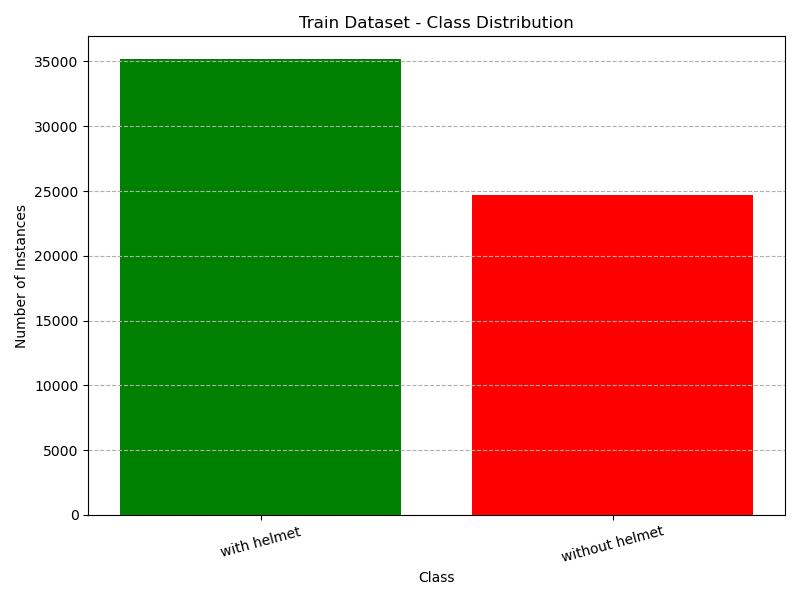 Train Dataset - Class Distribution
Number of Instances
35000
30000
25000
20000
15000
10000
5000
0
with helmet
without helmet
Class